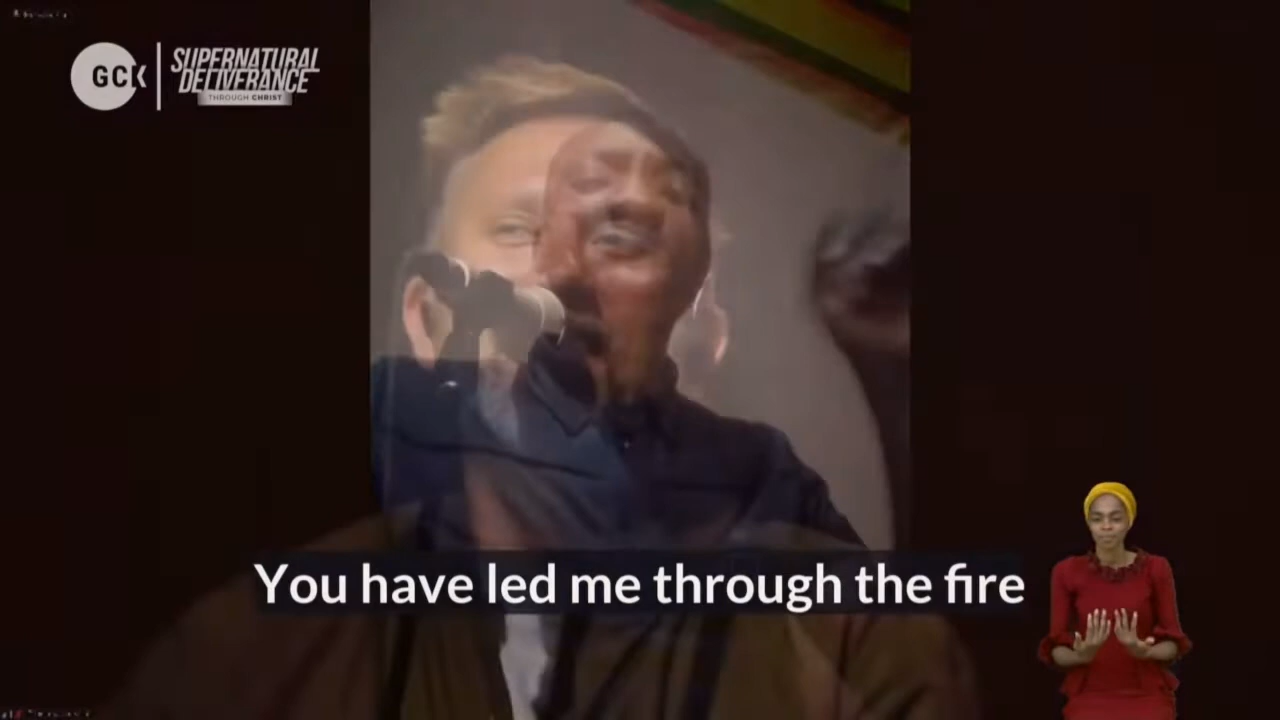 GCK
SUPERNATURAL
DELIVERANCE
THROUGH CHRIST
You have led me through the fire